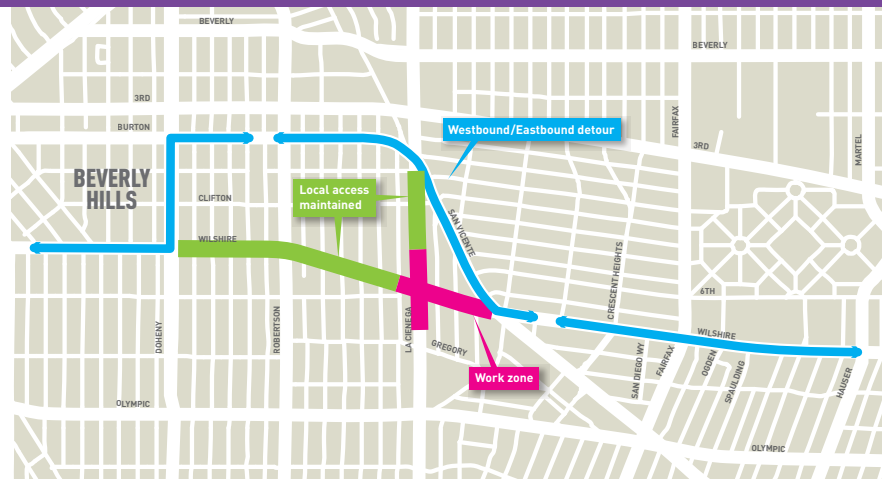 BEVERLY
BEVERLY
3RD
BURTON
Westbound/Eastbound detour
FAIRFAX
3RD
MARTEL
BEVERLY
HILLS
CLIFTON
Local access
maintained
SAN VICENTE
WILSHIRE
CRESCENT HEIGHTS
6TH
DOHENY
ROBERTSON
LA CIENEGA
GREGORY
WILSHIRE
SAN DIEGO WY
FAIRFAX
OGDEN
SPAULDING
HAUSER
Work zone
OLYMPIC
OLYMPIC